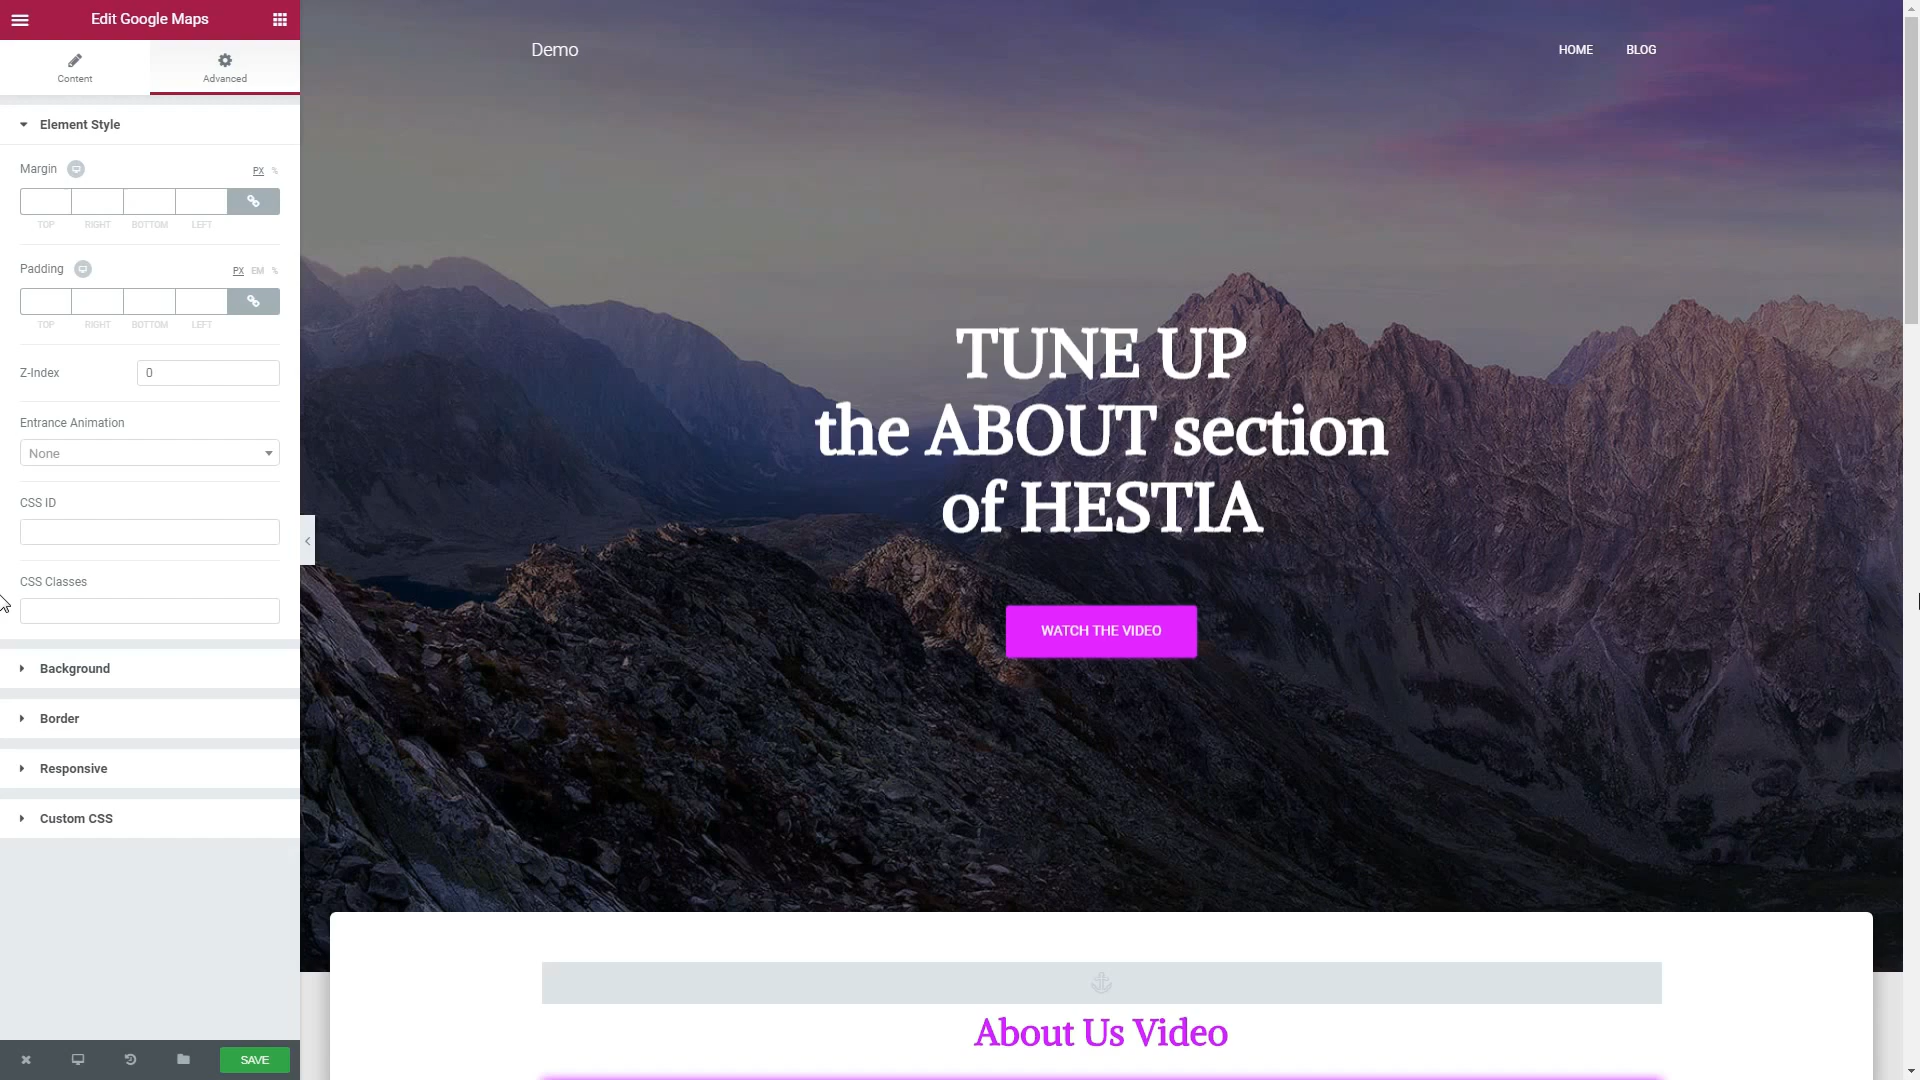 Edit Google Maps
Content
Advanced
Element Style
Margin
PX %
TOP RIGHT BOTTOM LEFT
Padding
PX EM %
TOP RIGHT BOTTOM LEFT
Z-Index
0
Entrance Animation
None
CSS ID
CSS Classes
Background
Border
Responsive
Custom CSS
SAVE
Demo
HOME BLOG
TUNE UP
the ABOUT section
of HESTIA
WATCH THE VIDEO
About Us Video